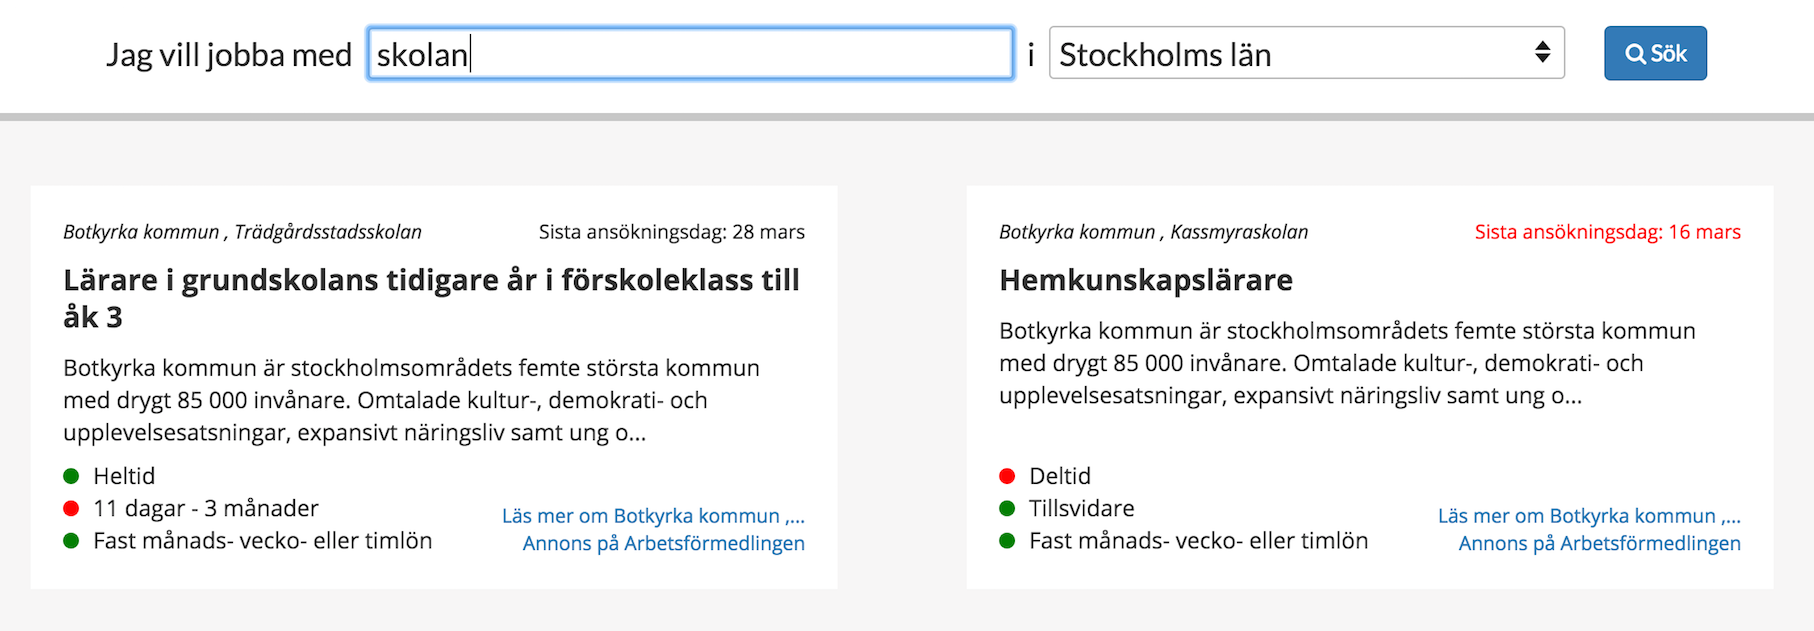 Jag vill jobba med skolan i Stockholms län Sök
Botkyrka kommun , Trädgårdsstadsskolan Sista ansökningsdag: 28 mars
Lärare i grundskolans tidigare år i förskoleklass till
åk 3
Botkyrka kommun är stockholmsområdets femte största kommun
med drygt 85 000 invånare. Omtalade kultur-, demokrati- och
upplevelsesatsningar, expansivt näringsliv samt ung o...
Heltid
11 dagar - 3 månader
Fast månads- vecko- eller timlön
Läs mer om Botkyrka kommun ,...
Annons på Arbetsförmedlingen
Botkyrka kommun , Kassmyraskolan Sista ansökningsdag: 16 mars
Hemkunskapslärare
Botkyrka kommun är stockholmsområdets femte största kommun
med drygt 85 000 invånare. Omtalade kultur-, demokrati- och
upplevelsesatsningar, expansivt näringsliv samt ung o...
Deltid
Tillsvidare
Fast månads- vecko- eller timlön
Läs mer om Botkyrka kommun ,...
Annons på Arbetsförmedlingen